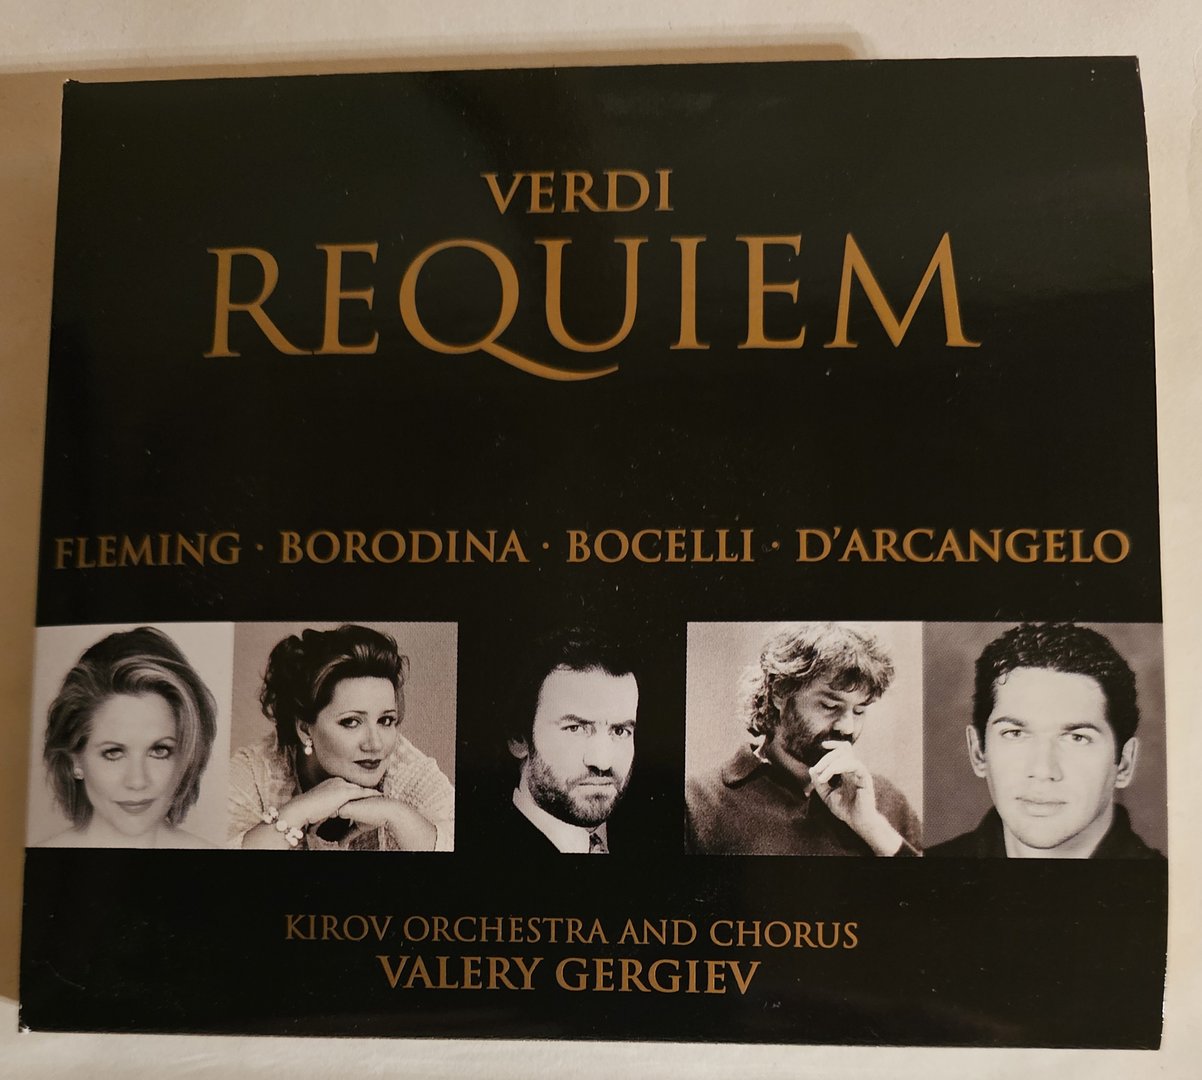 VERDI
REQUIEM
FLEMING · BORODINA · BOCELLI · D'ARCANGELO
KIROV ORCHESTRA AND CHORUS
VALERY GERGIEV